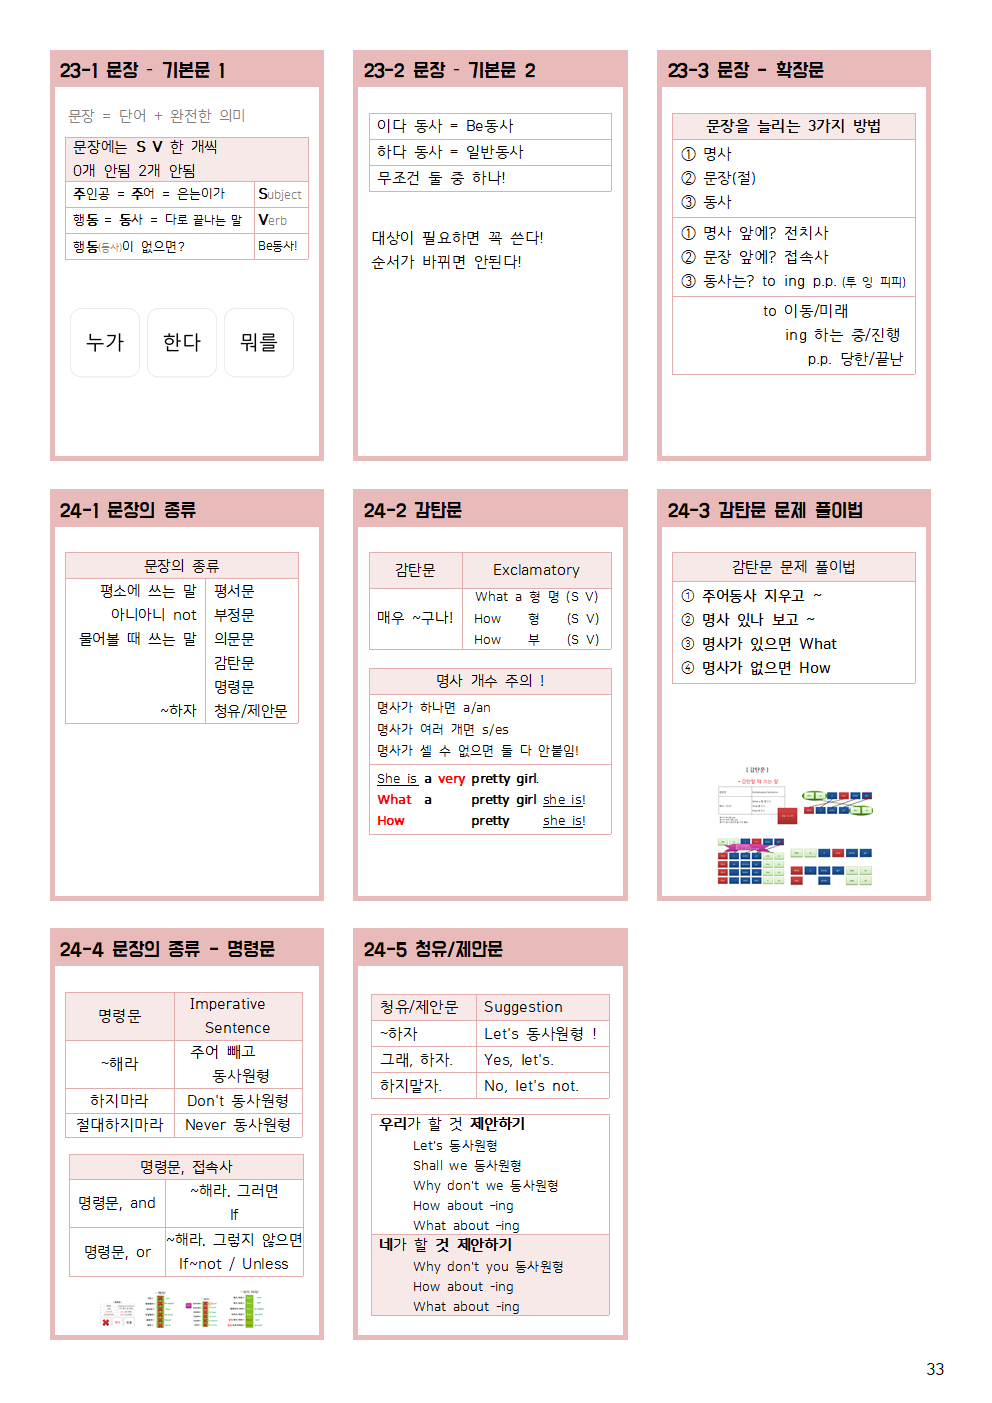 23-1 문장 - 기본문 1
문장 = 단어 + 완전한 의미
문장에는 S V 한 개씩
0개 안됨 2개 안됨
주인공 = 주어 = 은는이가 Subject
행동 = 동사 = 다로 끝나는 말 Verb
행동(동사)이 없으면? Be동사!
누가 한다 뭐를
23-2 문장 - 기본문 2
이다 동사 = Be동사
하다 동사 = 일반동사
무조건 둘 중 하나!
대상이 필요하면 꼭 쓴다!
순서가 바뀌면 안된다!
23-3 문장 - 확장문
문장을 늘리는 3가지 방법
① 명사
② 문장(절)
③ 동사
① 명사 앞에? 전치사
② 문장 앞에? 접속사
③ 동사는? to ing p.p. (투 잉 피피)
to 이동/미래
ing 하는 중/진행
p.p. 당한/끝난
24-1 문장의 종류
문장의 종류
평소에 쓰는 말 평서문
아니아니 not 부정문
물어볼 때 쓰는 말 의문문
감탄문
명령문
~하자 청유/제안문
24-2 감탄문
감탄문 Exclamatory
매우 ~구나!
What a 형 명 (S V)
How 형 (S V)
How 부 (S V)
명사 개수 주의 !
명사가 하나면 a/an
명사가 여러 개면 s/es
명사가 셀 수 없으면 둘 다 안붙임!
She is a very pretty girl.
What a pretty girl she is!
How pretty she is!
24-3 감탄문 문제 풀이법
감탄문 문제 풀이법
① 주어동사 지우고 ~
② 명사 있나 보고 ~
③ 명사가 있으면 What
④ 명사가 없으면 How
[ 감탄문 ]
24-4 문장의 종류 - 명령문
명령문 Imperative
Sentence
~해라 주어 빼고
동사원형
하지마라 Don't 동사원형
절대하지마라 Never 동사원형
명령문, 접속사
명령문, and ~해라. 그러면
If
명령문, or ~해라. 그렇지 않으면
If~not / Unless
24-5 청유/제안문
청유/제안문 Suggestion
~하자 Let's 동사원형 !
그래, 하자. Yes, let's.
하지말자. No, let's not.
우리가 할 것 제안하기
Let's 동사원형
Shall we 동사원형
Why don't we 동사원형
How about -ing
What about -ing
네가 할 것 제안하기
Why don't you 동사원형
How about -ing
What about -ing
33